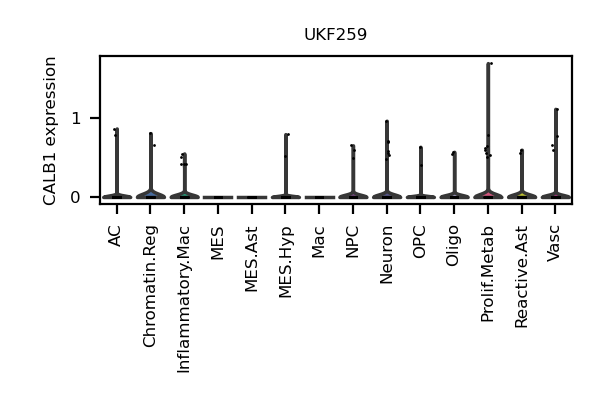 UKF259
CALB1 expression
1
0
AC
Chromatin.Reg
Inflammatory.Mac
MES
MES.Ast
MES.Hyp
Mac
NPC
Neuron
OPC
Oligo
Prolif.Metab
Reactive.Ast
Vasc